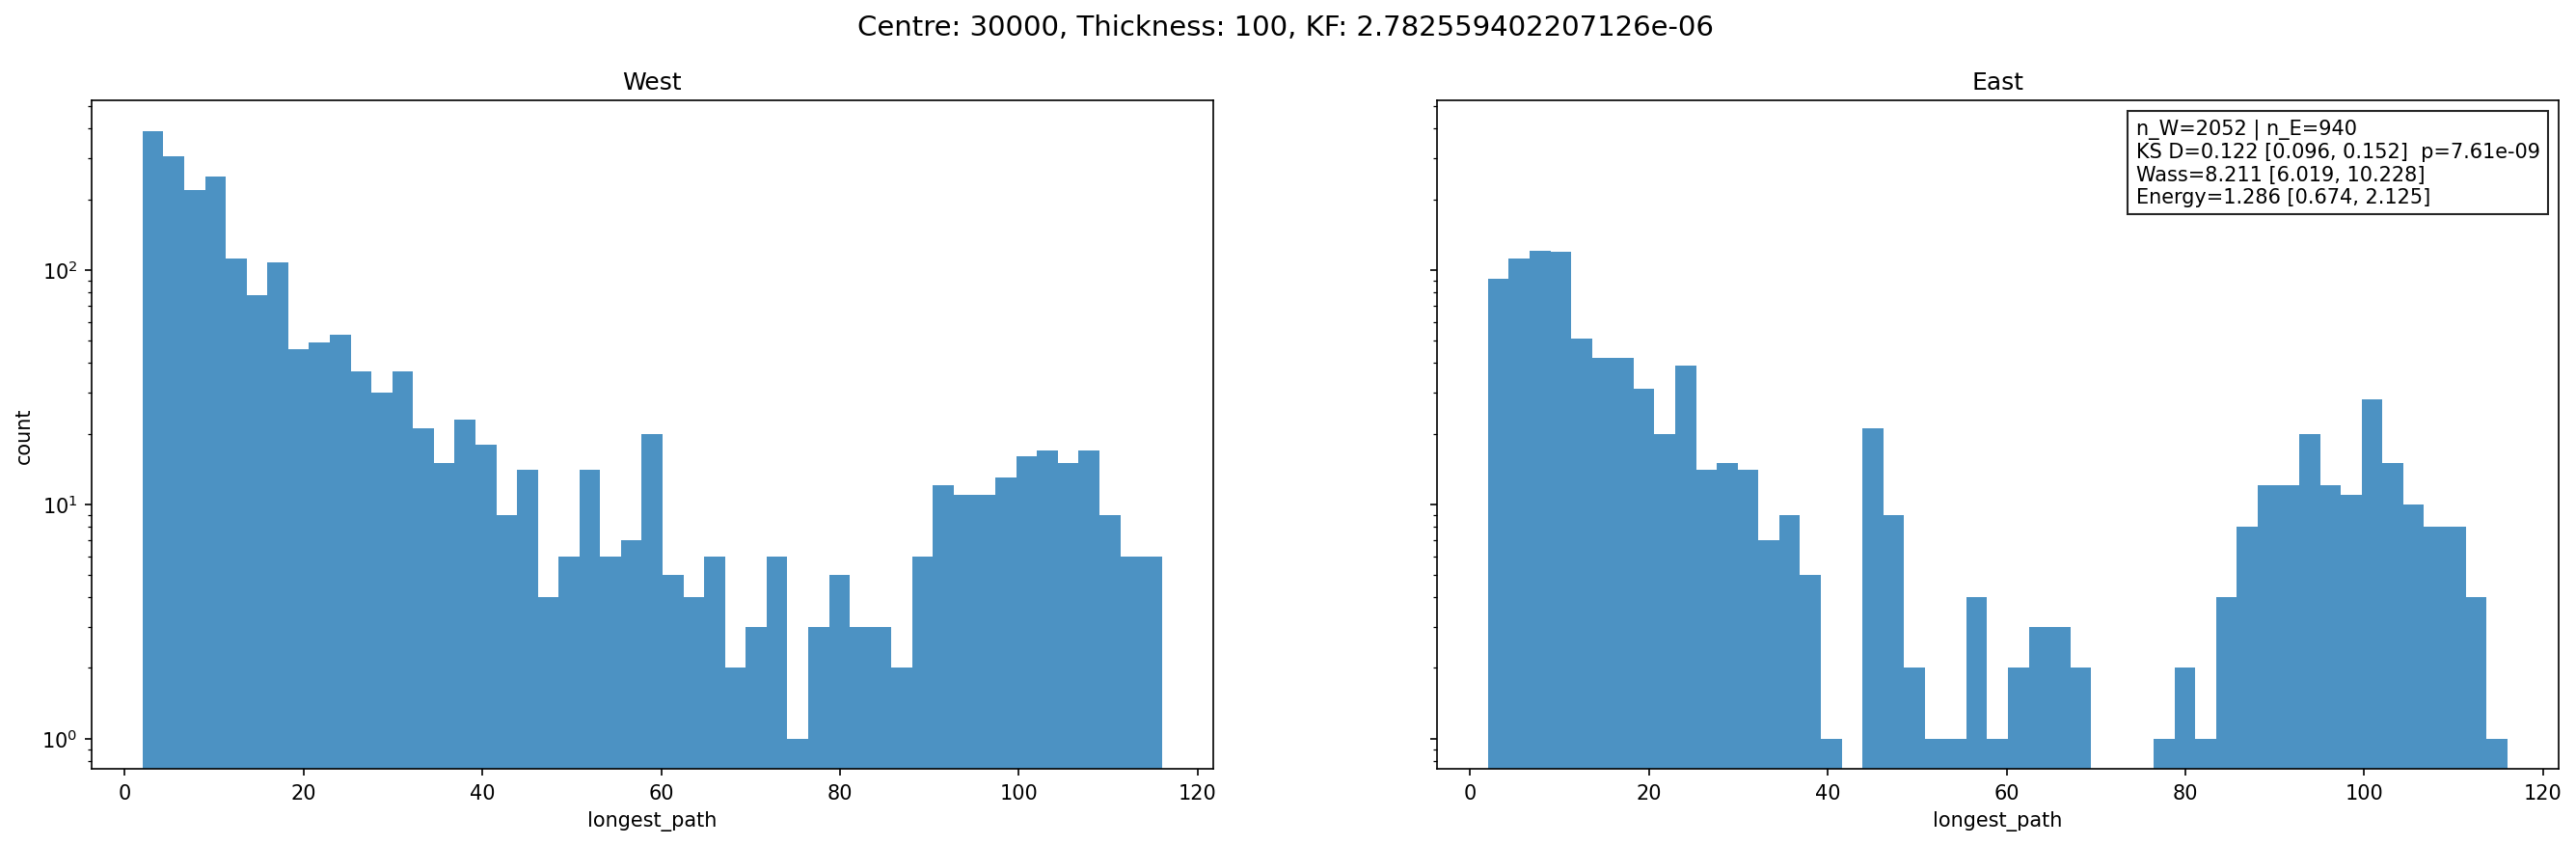 Centre: 30000, Thickness: 100, KF: 2.782559402207126e-06
West
East
n_W=2052 | n_E=940
KS D=0.122 [0.096, 0.152]  p=7.61e-09
Wass=8.211 [6.019, 10.228]
Energy=1.286 [0.674, 2.125]
10²
10¹
10⁰
count
0 20 40 60 80 100 120
longest_path
0 20 40 60 80 100 120
longest_path